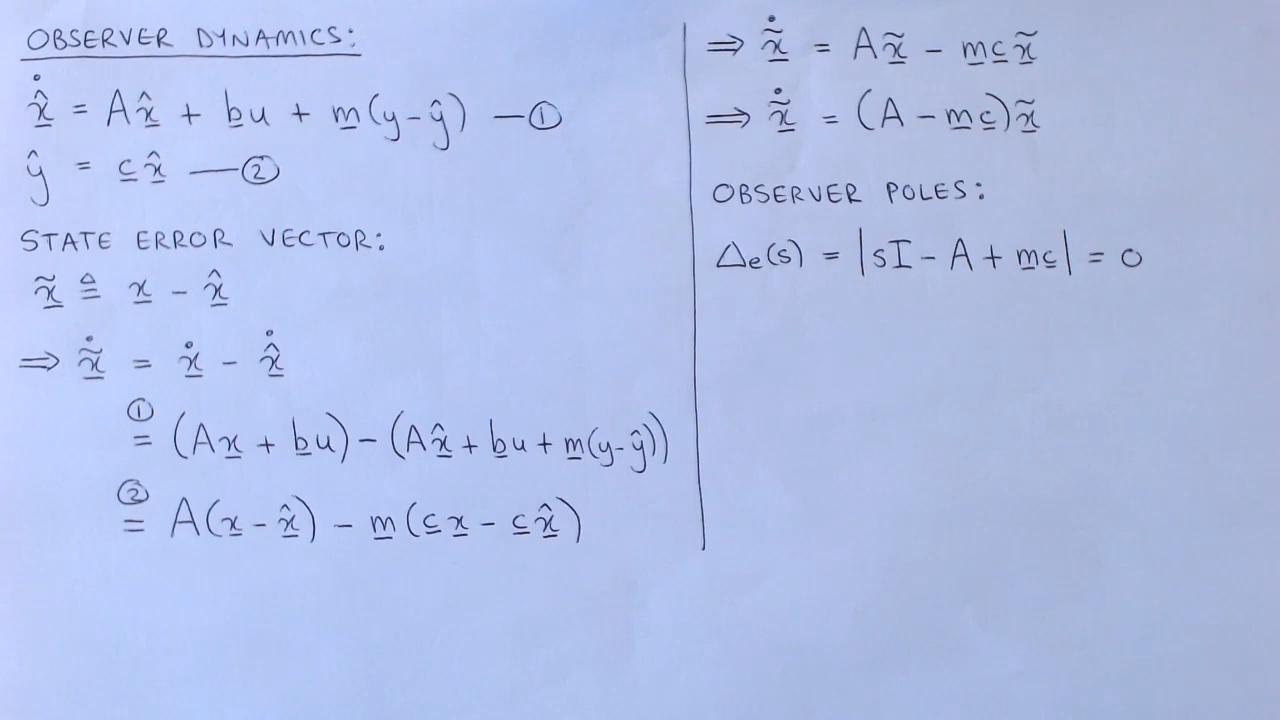 OBSERVER DYNAMICS:
x̂̇ = Ax̂ + bu + m(y-ŷ) — ①
ŷ = cx̂ — ②
STATE ERROR VECTOR:
x̃ ≜ x - x̂
⇒ x̃̇ = ẋ - x̂̇
①= (Ax + bu) - (Ax̂ + bu + m(y-ŷ))
②= A(x - x̂) - m(cx - cx̂)
⇒ x̃̇ = Ax̃ - mcx̃
⇒ x̃̇ = (A - mc)x̃
OBSERVER POLES:
Δe(s) = |sI - A + mc| = 0